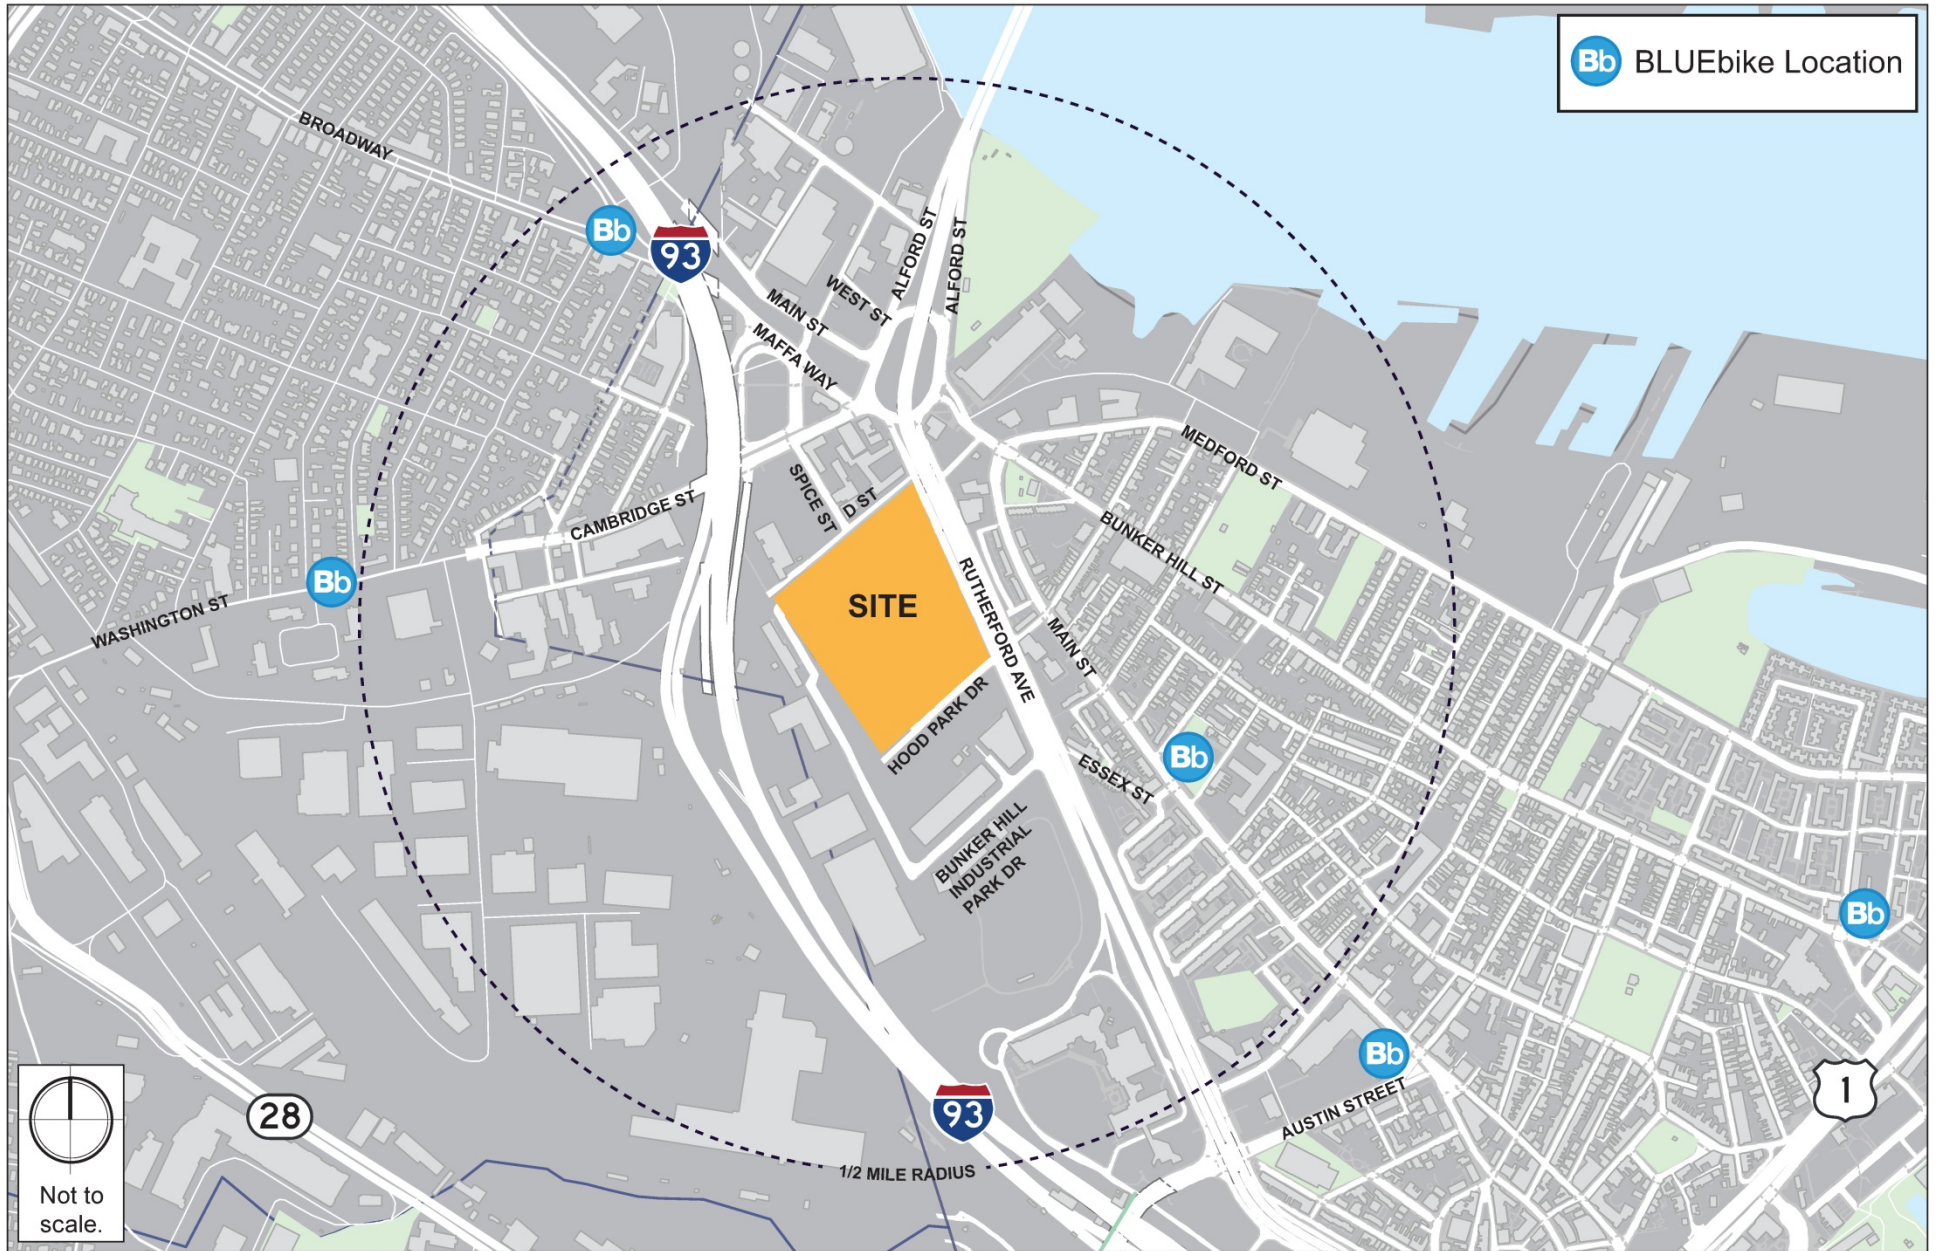 Bb BLUEbike Location
BROADWAY
Bb
93
ALFORD ST
ALFORD ST
WEST ST
MAIN ST
MAFFA WAY
MEDFORD ST
SPICE ST
D ST
CAMBRIDGE ST
BUNKER HILL ST
Bb
WASHINGTON ST
SITE
RUTHERFORD AVE
MAIN ST
HOOD PARK DR
Bb
ESSEX ST
BUNKER HILL
INDUSTRIAL
PARK DR
Bb
Bb
AUSTIN STREET
1
93
28
1/2 MILE RADIUS
Not to
scale.